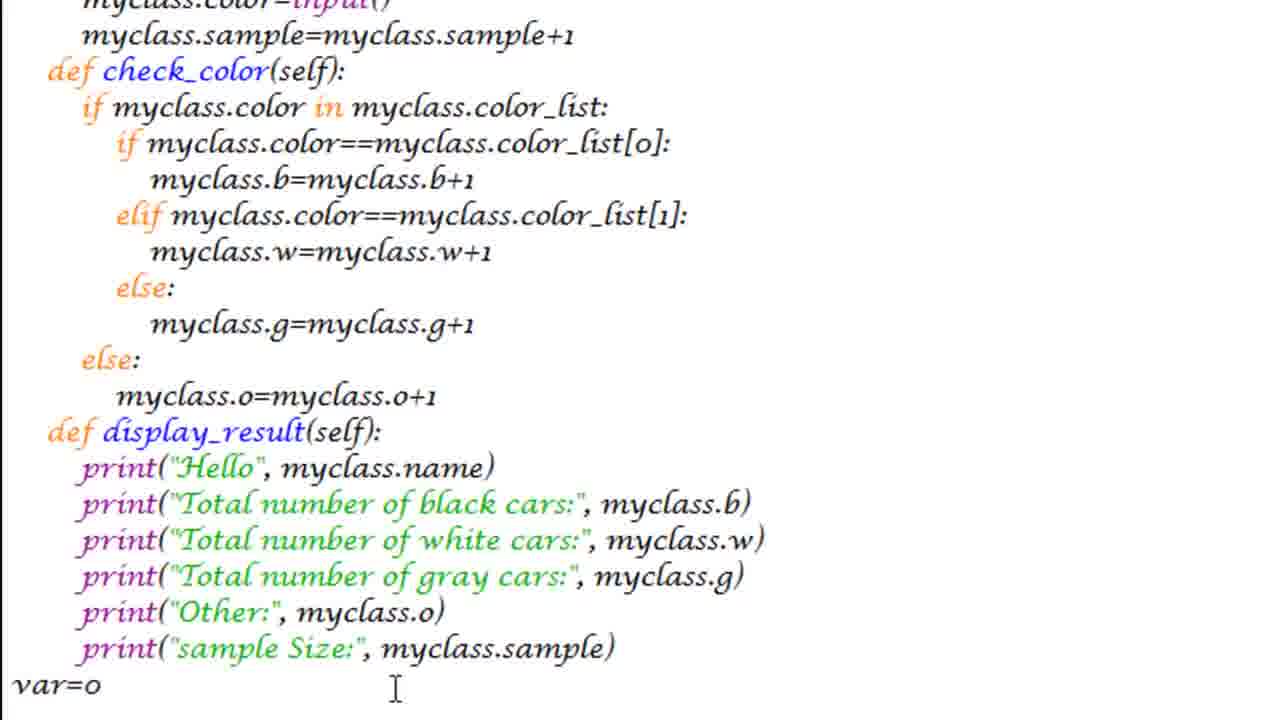 myclass.color=input()
myclass.sample=myclass.sample+1
def check_color(self):
if myclass.color in myclass.color_list:
if myclass.color==myclass.color_list[0]:
myclass.b=myclass.b+1
elif myclass.color==myclass.color_list[1]:
myclass.w=myclass.w+1
else:
myclass.g=myclass.g+1
else:
myclass.o=myclass.o+1
def display_result(self):
print("Hello", myclass.name)
print("Total number of black cars:", myclass.b)
print("Total number of white cars:", myclass.w)
print("Total number of gray cars:", myclass.g)
print("Other:", myclass.o)
print("sample Size:", myclass.sample)
var=0